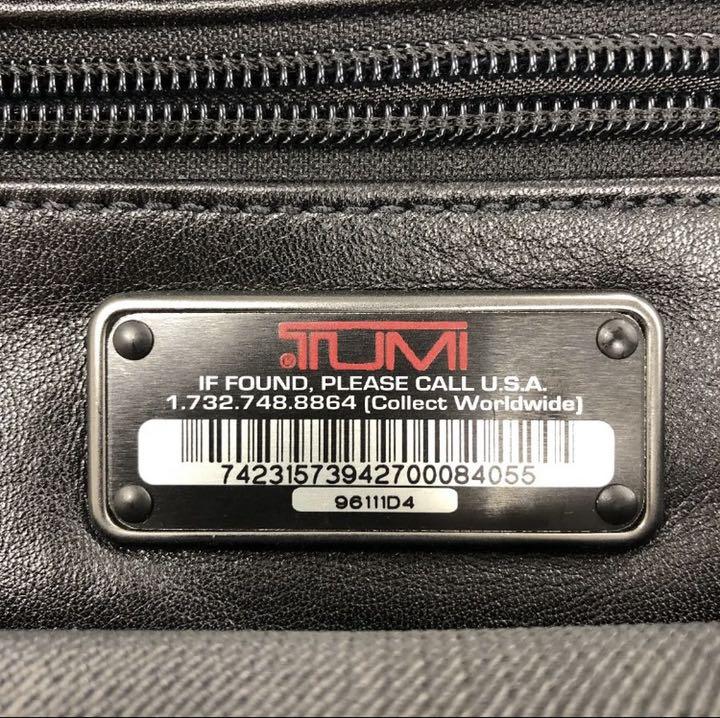 TUMI
IF FOUND, PLEASE CALL U.S.A.
1.732.748.8864 (Collect Worldwide)
74231573942700084055
96111D4